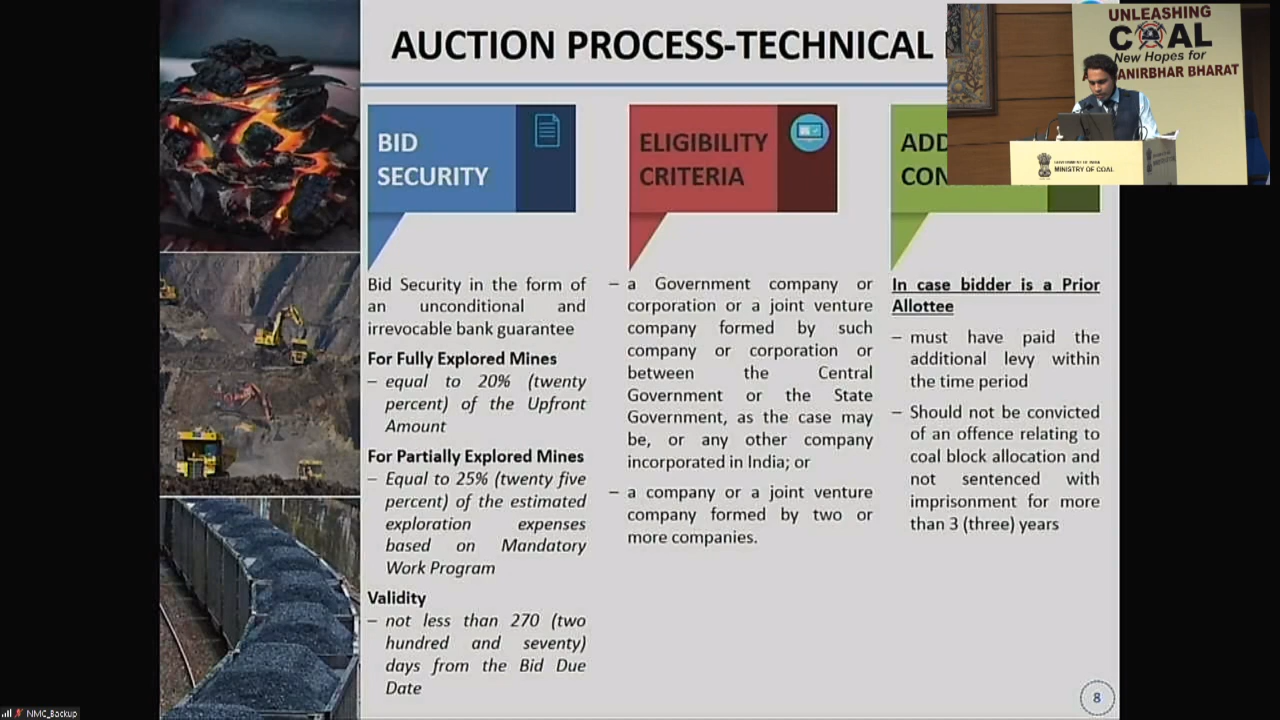 AUCTION PROCESS-TECHNICAL
UNLEASHING
COAL
New Hopes for
ANIRBHAR BHARAT
GOVERNMENT OF INDIA
MINISTRY OF COAL
BID
SECURITY
Bid Security in the form of
an unconditional and
irrevocable bank guarantee
For Fully Explored Mines
– equal to 20% (twenty
percent) of the Upfront
Amount
For Partially Explored Mines
– Equal to 25% (twenty five
percent) of the estimated
exploration expenses
based on Mandatory
Work Program
Validity
– not less than 270 (two
hundred and seventy)
days from the Bid Due
Date
ELIGIBILITY
CRITERIA
– a Government company or
corporation or a joint venture
company formed by such
company or corporation or
between the Central
Government or the State
Government, as the case may
be, or any other company
incorporated in India; or
– a company or a joint venture
company formed by two or
more companies.
ADD
CON
In case bidder is a Prior
Allottee
– must have paid the
additional levy within
the time period
– Should not be convicted
of an offence relating to
coal block allocation and
not sentenced with
imprisonment for more
than 3 (three) years
8
NMC_Backup